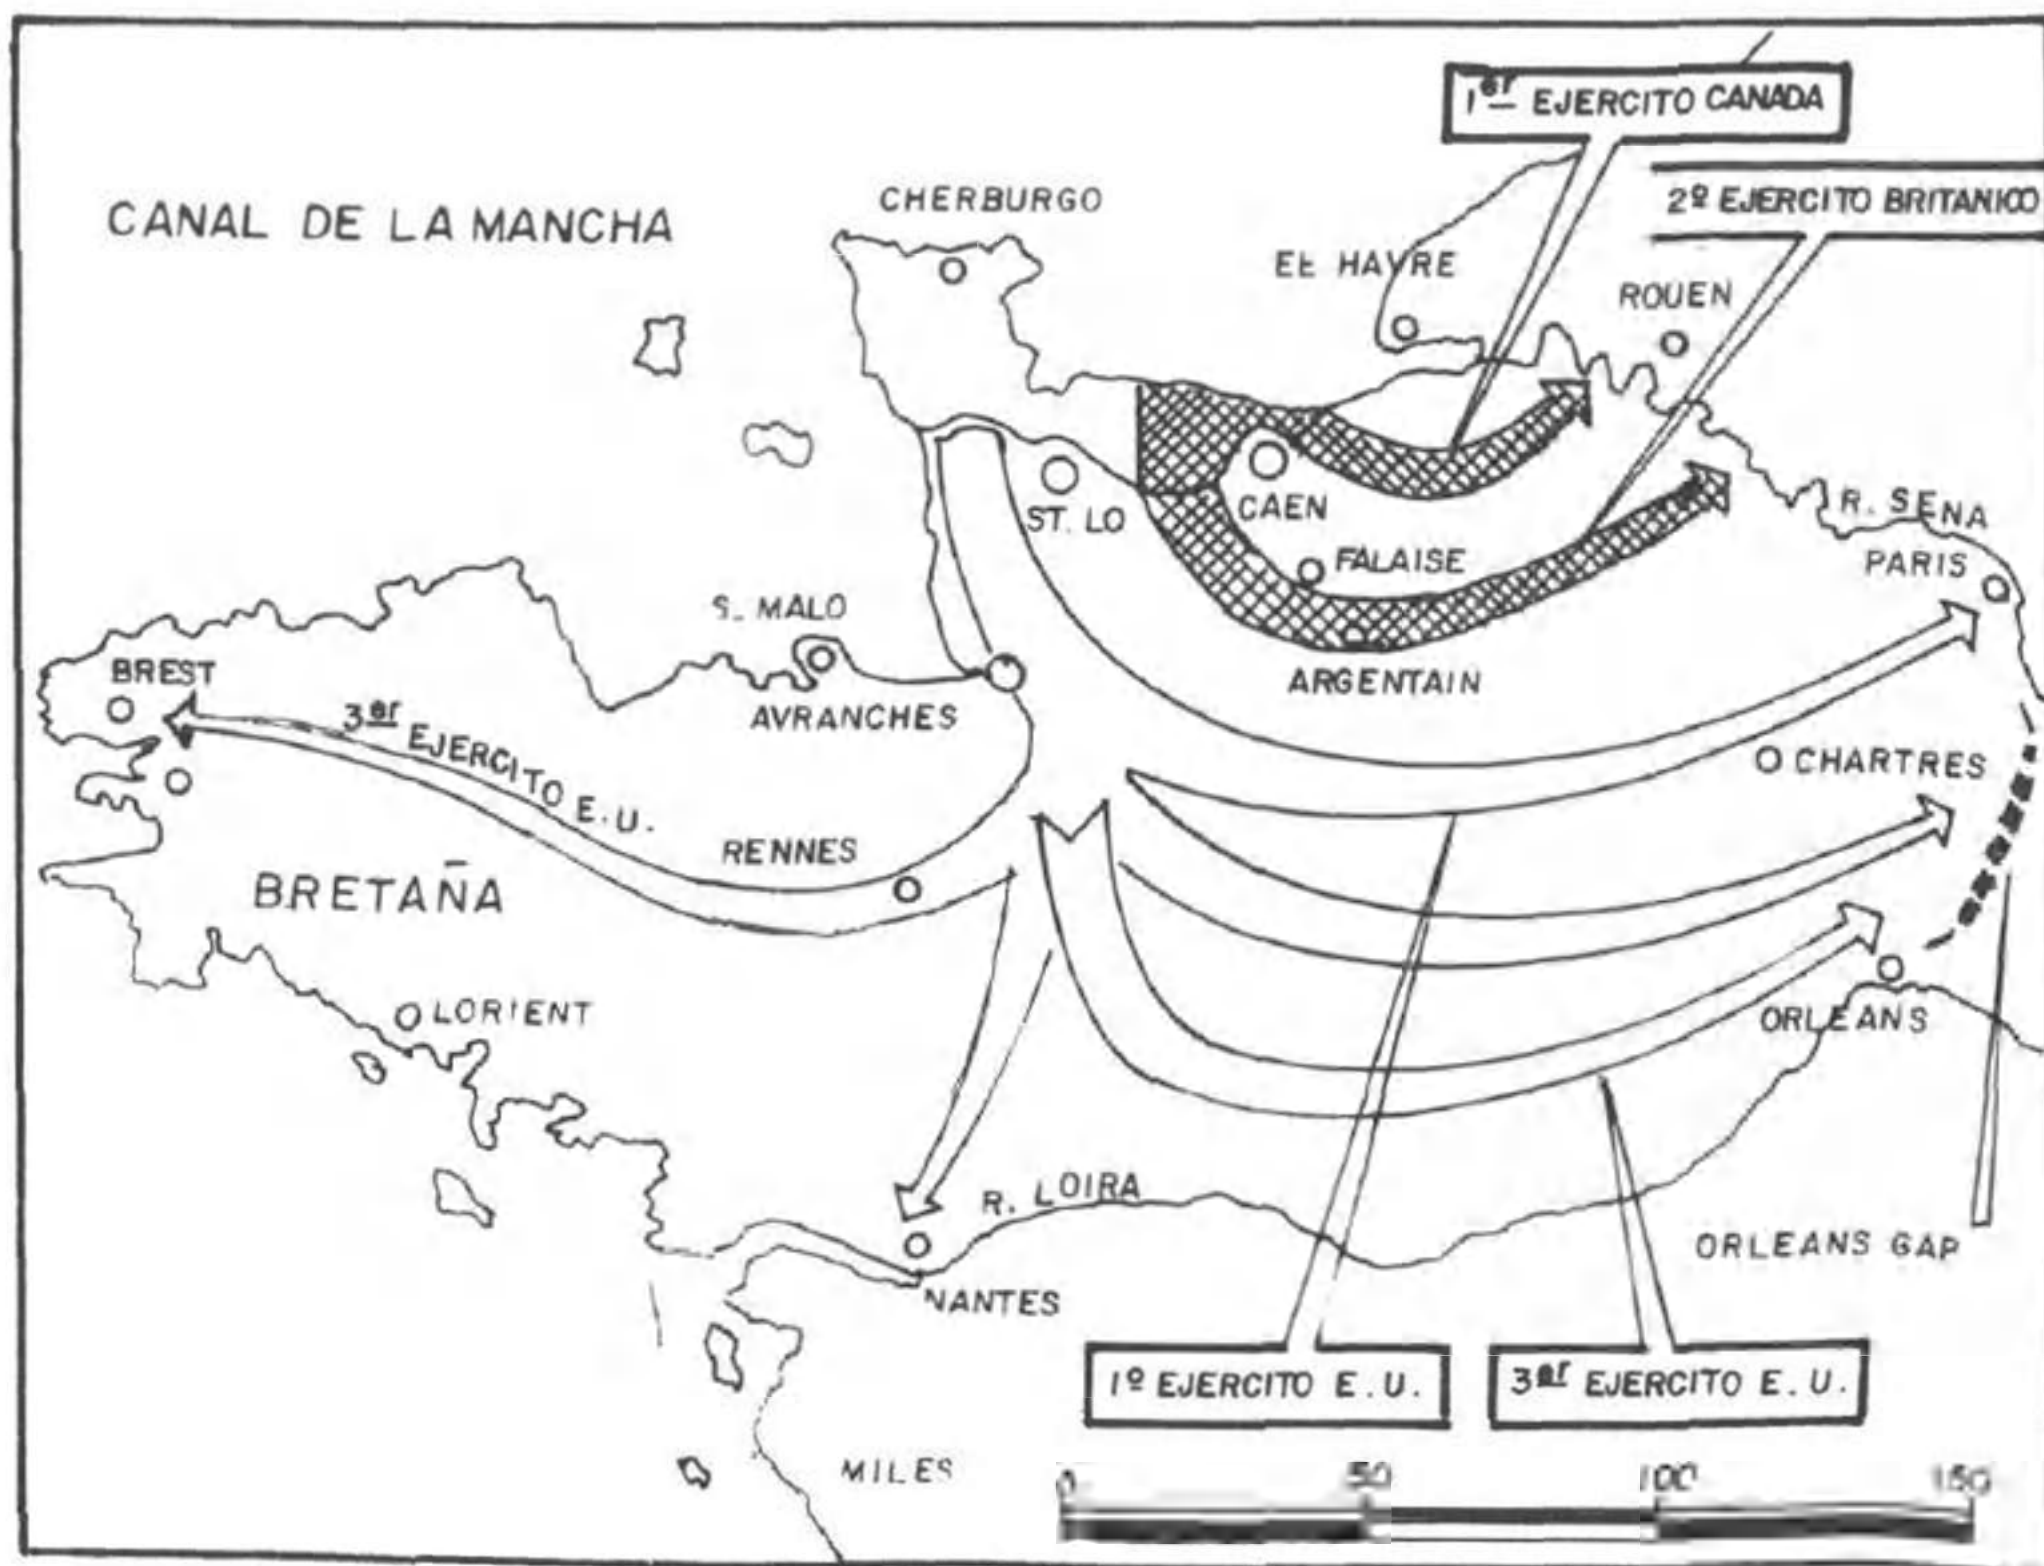 1er EJERCITO CANADA
2º EJERCITO BRITANICO
CANAL DE LA MANCHA
CHERBURGO
EL HAVRE
ROUEN
ST. LO
CAEN
FALAISE
R. SENA
PARIS
S. MALO
ARGENTAIN
BREST
AVRANCHES
3er EJERCITO E.U.
CHARTRES
RENNES
BRETAÑA
LORIENT
ORLEANS
R. LOIRA
ORLEANS GAP
NANTES
1º EJERCITO E.U.
3er EJERCITO E.U.
MILES
0 50 100 150